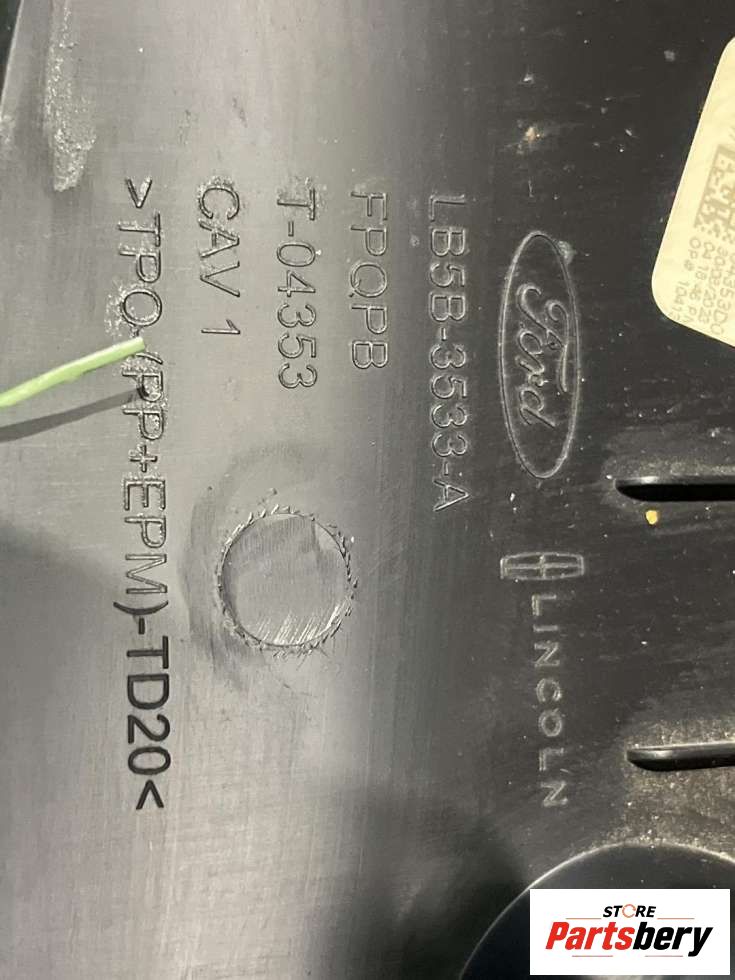 Ford
LINCOLN
LB5B-3533-A
FPQPB
T-04353
CAV 1
>TPO-(PP+EPM)-TD20<
STORE
Partsbery